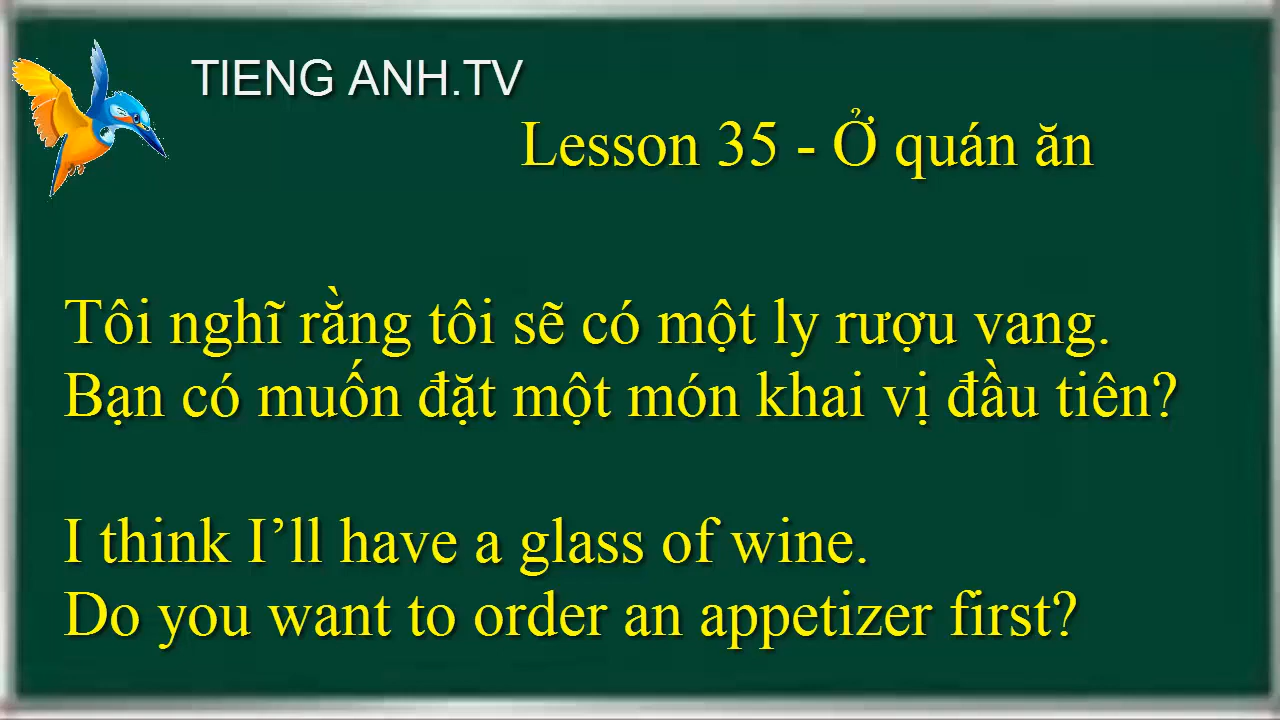 TIENG ANH.TV
Lesson 35 - Ở quán ăn
Tôi nghĩ rằng tôi sẽ có một ly rượu vang.
Bạn có muốn đặt một món khai vị đầu tiên?
I think I’ll have a glass of wine.
Do you want to order an appetizer first?